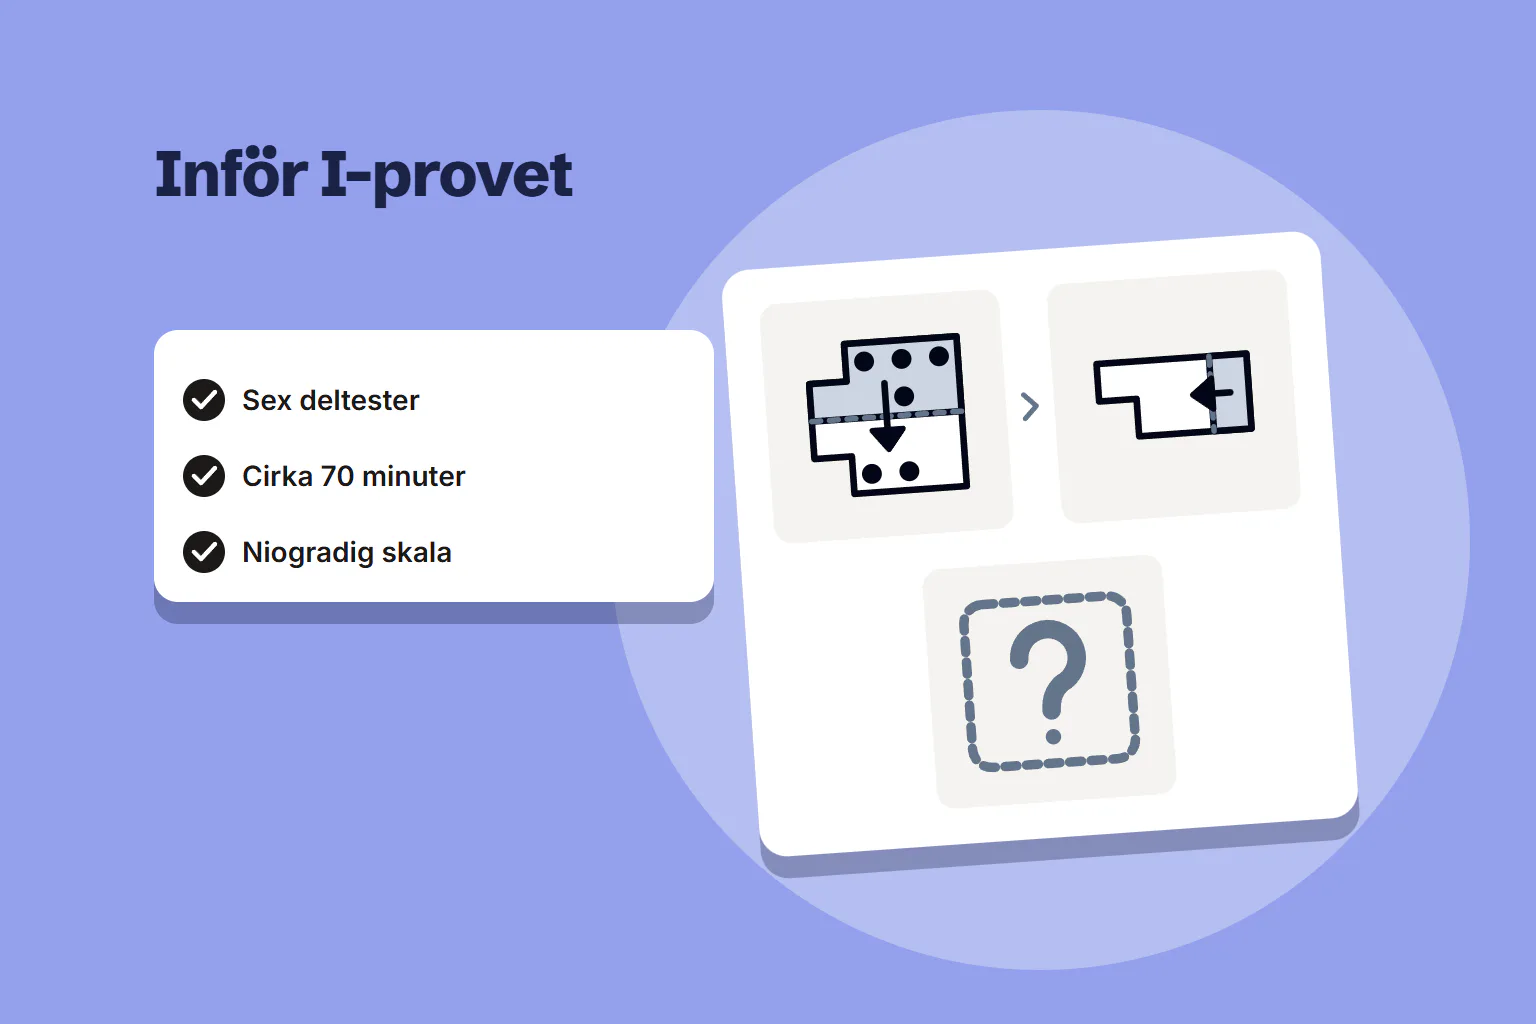 Inför I-provet
Sex deltester
Cirka 70 minuter
Niogradig skala
?